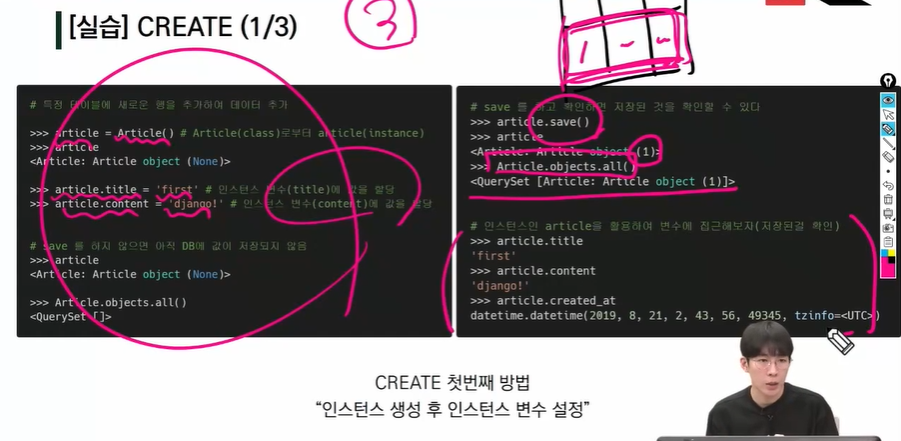 [실습] CREATE (1/3)
3
1 - -
# 특정 테이블에 새로운 행을 추가하여 데이터 추가
>>> article = Article() # Article(class)로부터 article(instance)
>>> article
<Article: Article object (None)>
>>> article.title = 'first' # 인스턴스 변수(title)에 값을 할당
>>> article.content = 'django!' # 인스턴스 변수(content)에 값을 할당
# save 를 하지 않으면 아직 DB에 값이 저장되지 않음
>>> article
<Article: Article object (None)>
>>> Article.objects.all()
<QuerySet []>
# save 를 하고 확인하면 저장된 것을 확인할 수 있다
>>> article.save()
>>> article
<Article: Article object (1)>
>>> Article.objects.all()
<QuerySet [Article: Article object (1)]>
# 인스턴스인 article을 활용하여 변수에 접근해보자(저장된걸 확인)
>>> article.title
'first'
>>> article.content
'django!'
>>> article.created_at
datetime.datetime(2019, 8, 21, 2, 43, 56, 49345, tzinfo=<UTC>)
CREATE 첫번째 방법
“인스턴스 생성 후 인스턴스 변수 설정”